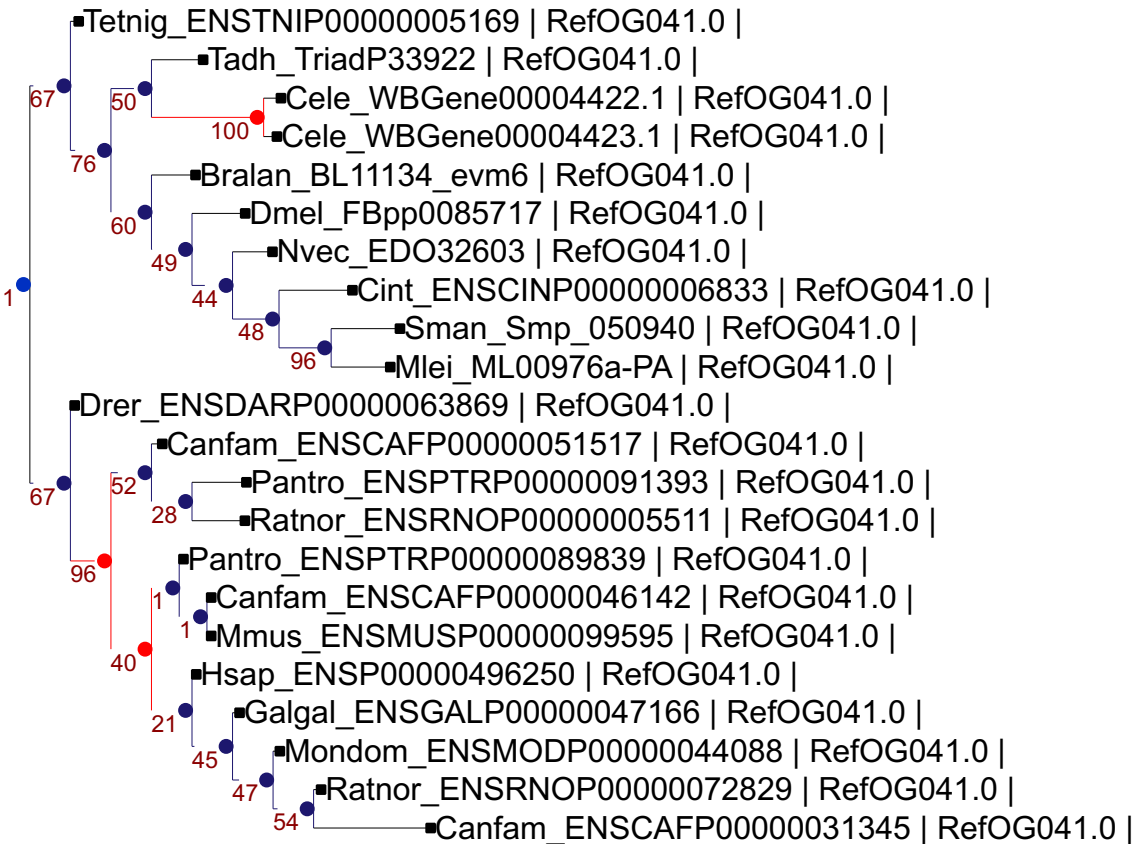 Tetnig_ENSTNIP00000005169 | RefOG041.0 |
Tadh_TriadP33922 | RefOG041.0 |
67
50
Cele_WBGene00004422.1 | RefOG041.0 |
100
Cele_WBGene00004423.1 | RefOG041.0 |
76
Bralan_BL11134_evm6 | RefOG041.0 |
60
Dmel_FBpp0085717 | RefOG041.0 |
49
Nvec_EDO32603 | RefOG041.0 |
1
44
Cint_ENSCINP00000006833 | RefOG041.0 |
48
Sman_Smp_050940 | RefOG041.0 |
96
Mlei_ML00976a-PA | RefOG041.0 |
Drer_ENSDARP00000063869 | RefOG041.0 |
Canfam_ENSCAFP00000051517 | RefOG041.0 |
67
52
Pantro_ENSPTRP00000091393 | RefOG041.0 |
28
Ratnor_ENSRNOP00000005511 | RefOG041.0 |
Pantro_ENSPTRP00000089839 | RefOG041.0 |
96
1
Canfam_ENSCAFP00000046142 | RefOG041.0 |
1
Mmus_ENSMUSP00000099595 | RefOG041.0 |
40
Hsap_ENSP00000496250 | RefOG041.0 |
21
Galgal_ENSGALP00000047166 | RefOG041.0 |
45
Mondom_ENSMODP00000044088 | RefOG041.0 |
47
Ratnor_ENSRNOP00000072829 | RefOG041.0 |
54
Canfam_ENSCAFP00000031345 | RefOG041.0 |